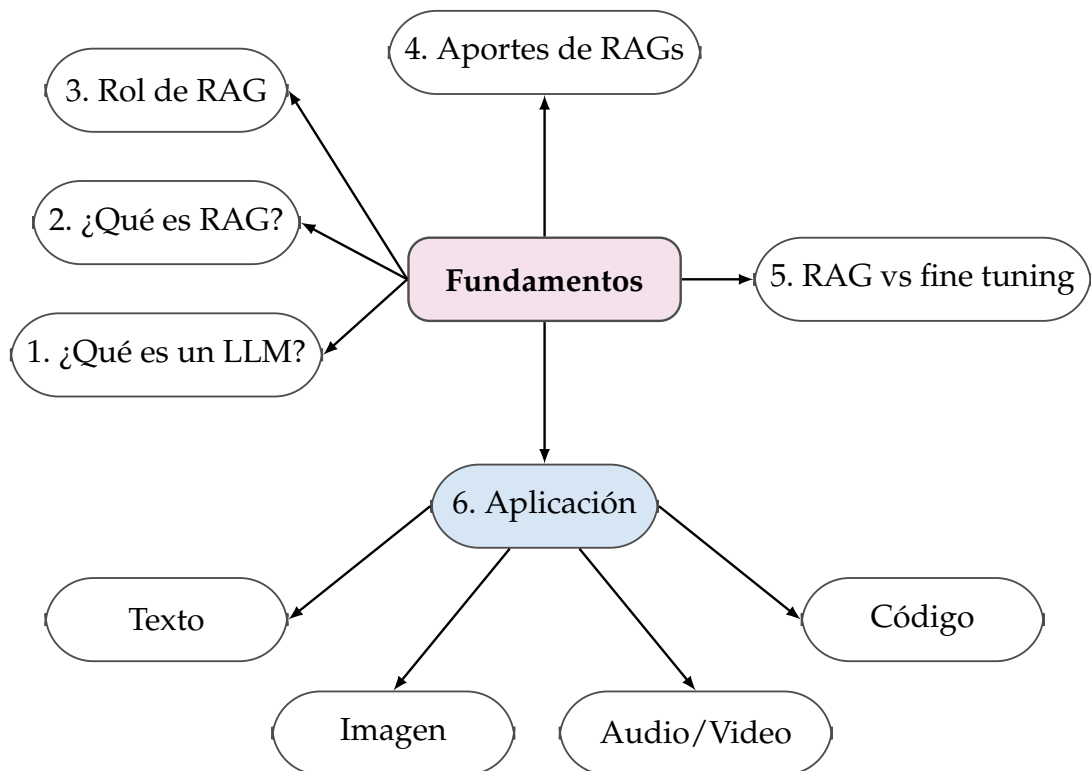 4. Aportes de RAGs
3. Rol de RAG
2. ¿Qué es RAG?
Fundamentos
5. RAG vs fine tuning
1. ¿Qué es un LLM?
6. Aplicación
Texto
Código
Imagen
Audio/Video